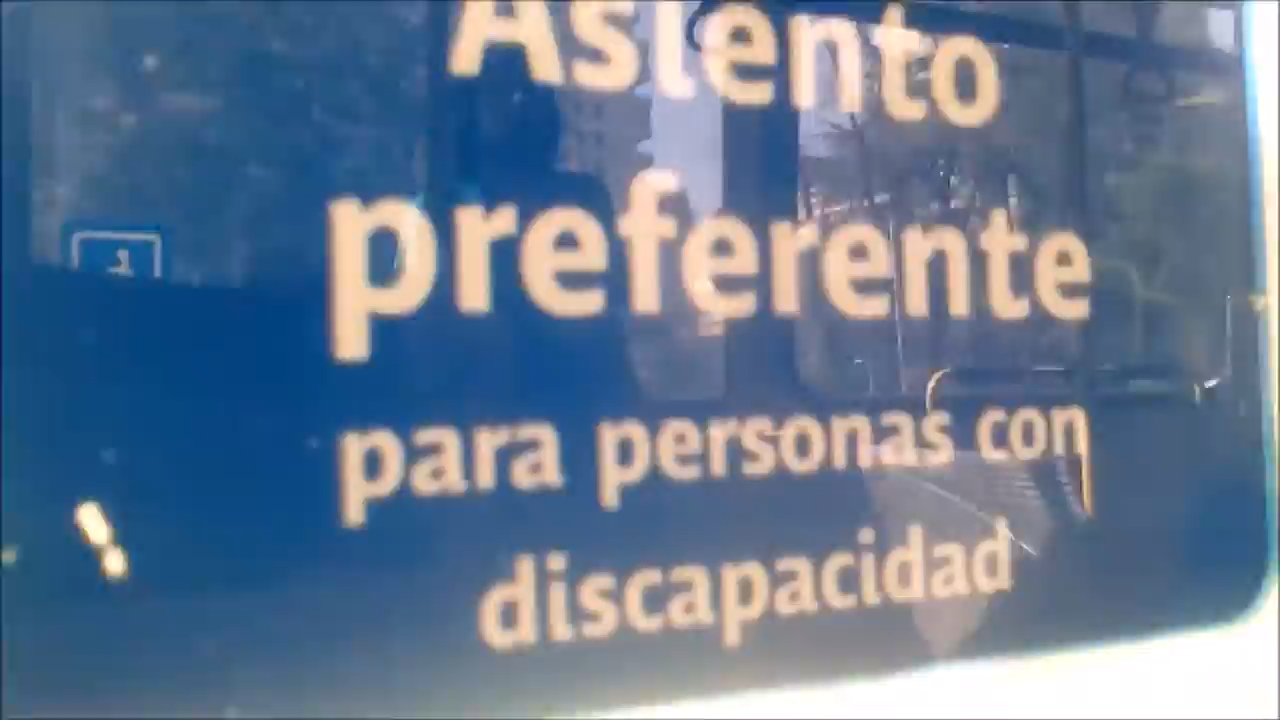 Asiento
preferente
para personas con
discapacidad